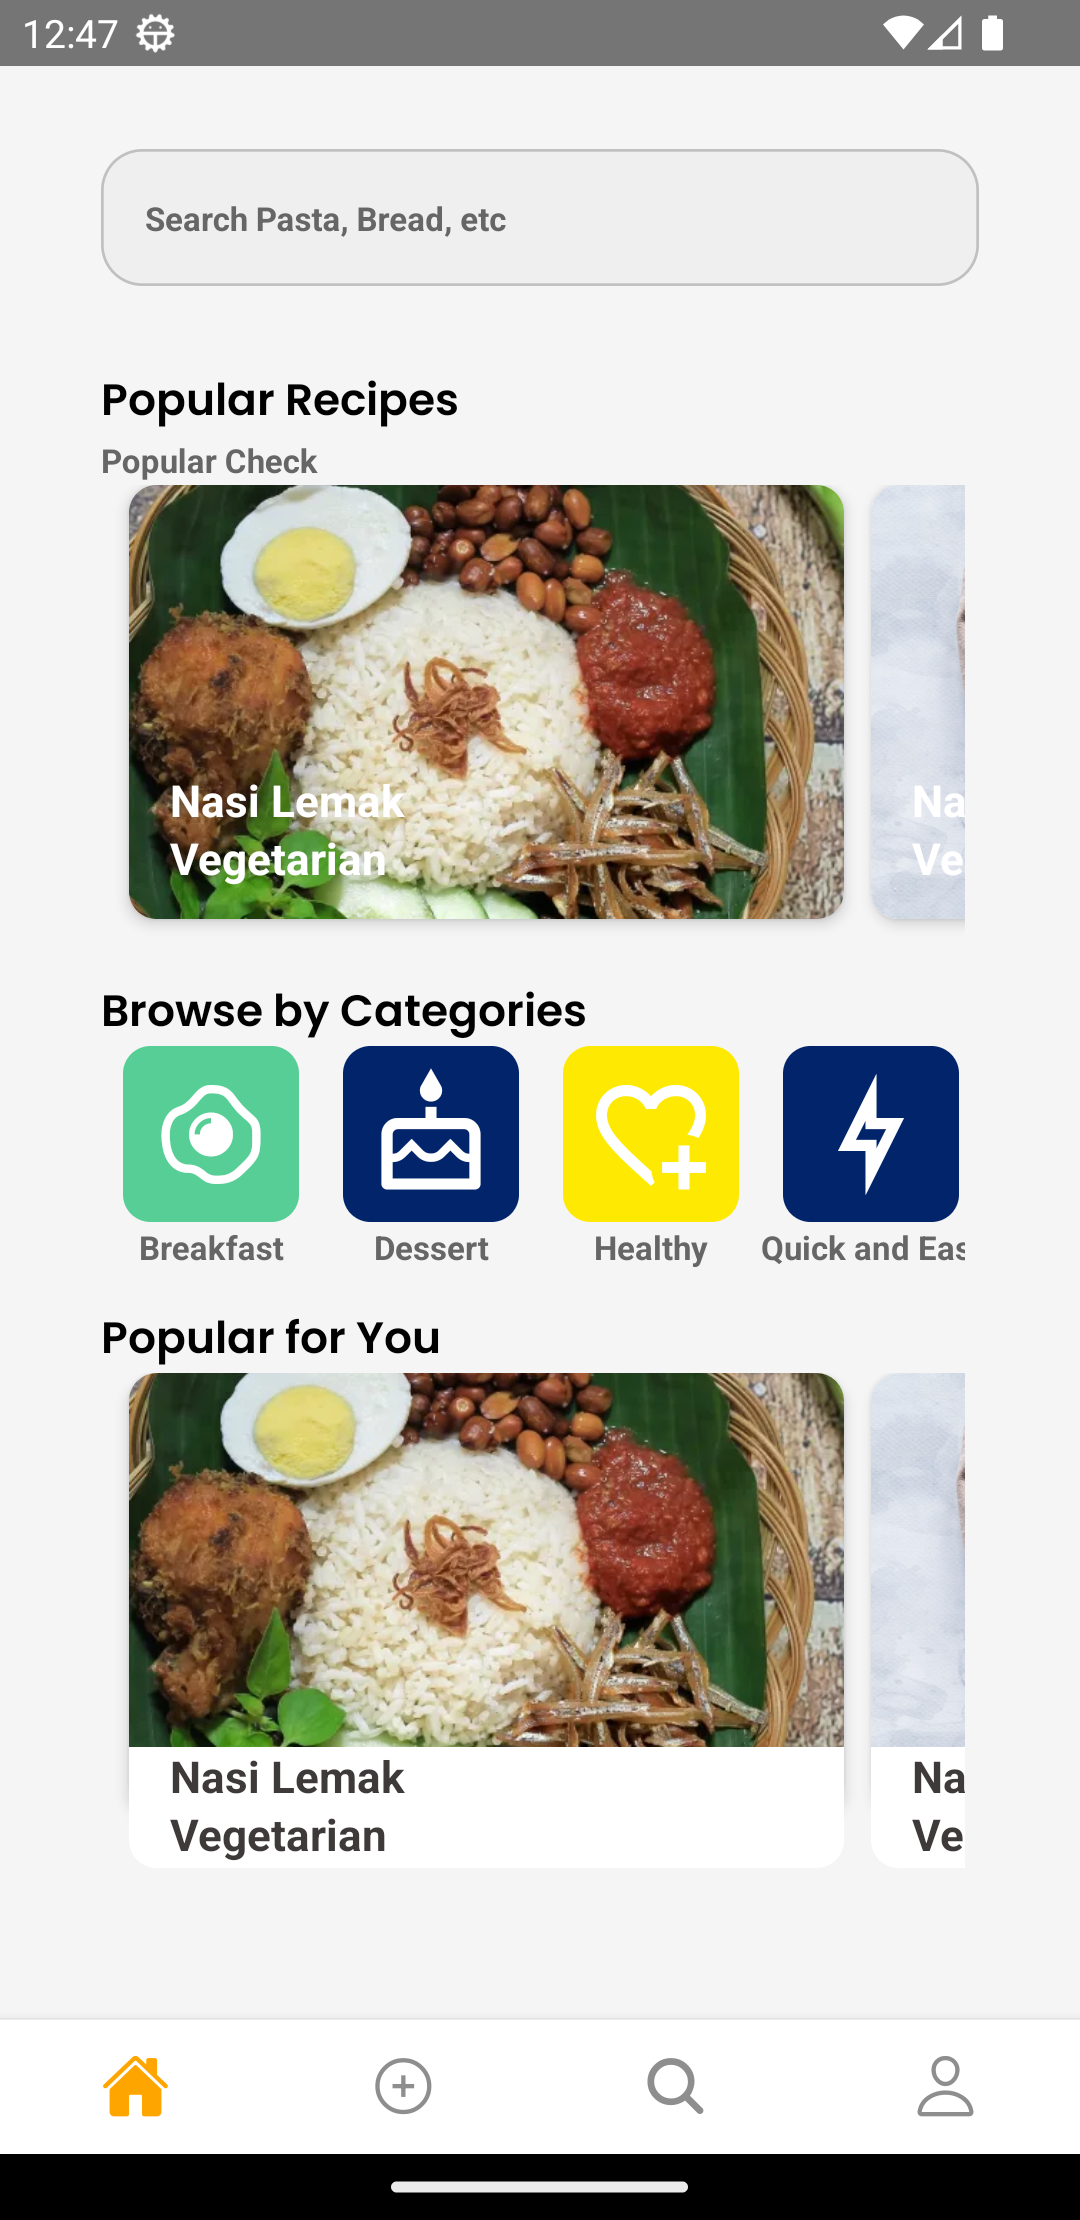 12:47
Search Pasta, Bread, etc
Popular Recipes
Popular Check
Nasi Lemak
Vegetarian
Na
Ve
Browse by Categories
Breakfast
Dessert
Healthy
Quick and Eas
Popular for You
Nasi Lemak
Vegetarian
Na
Ve